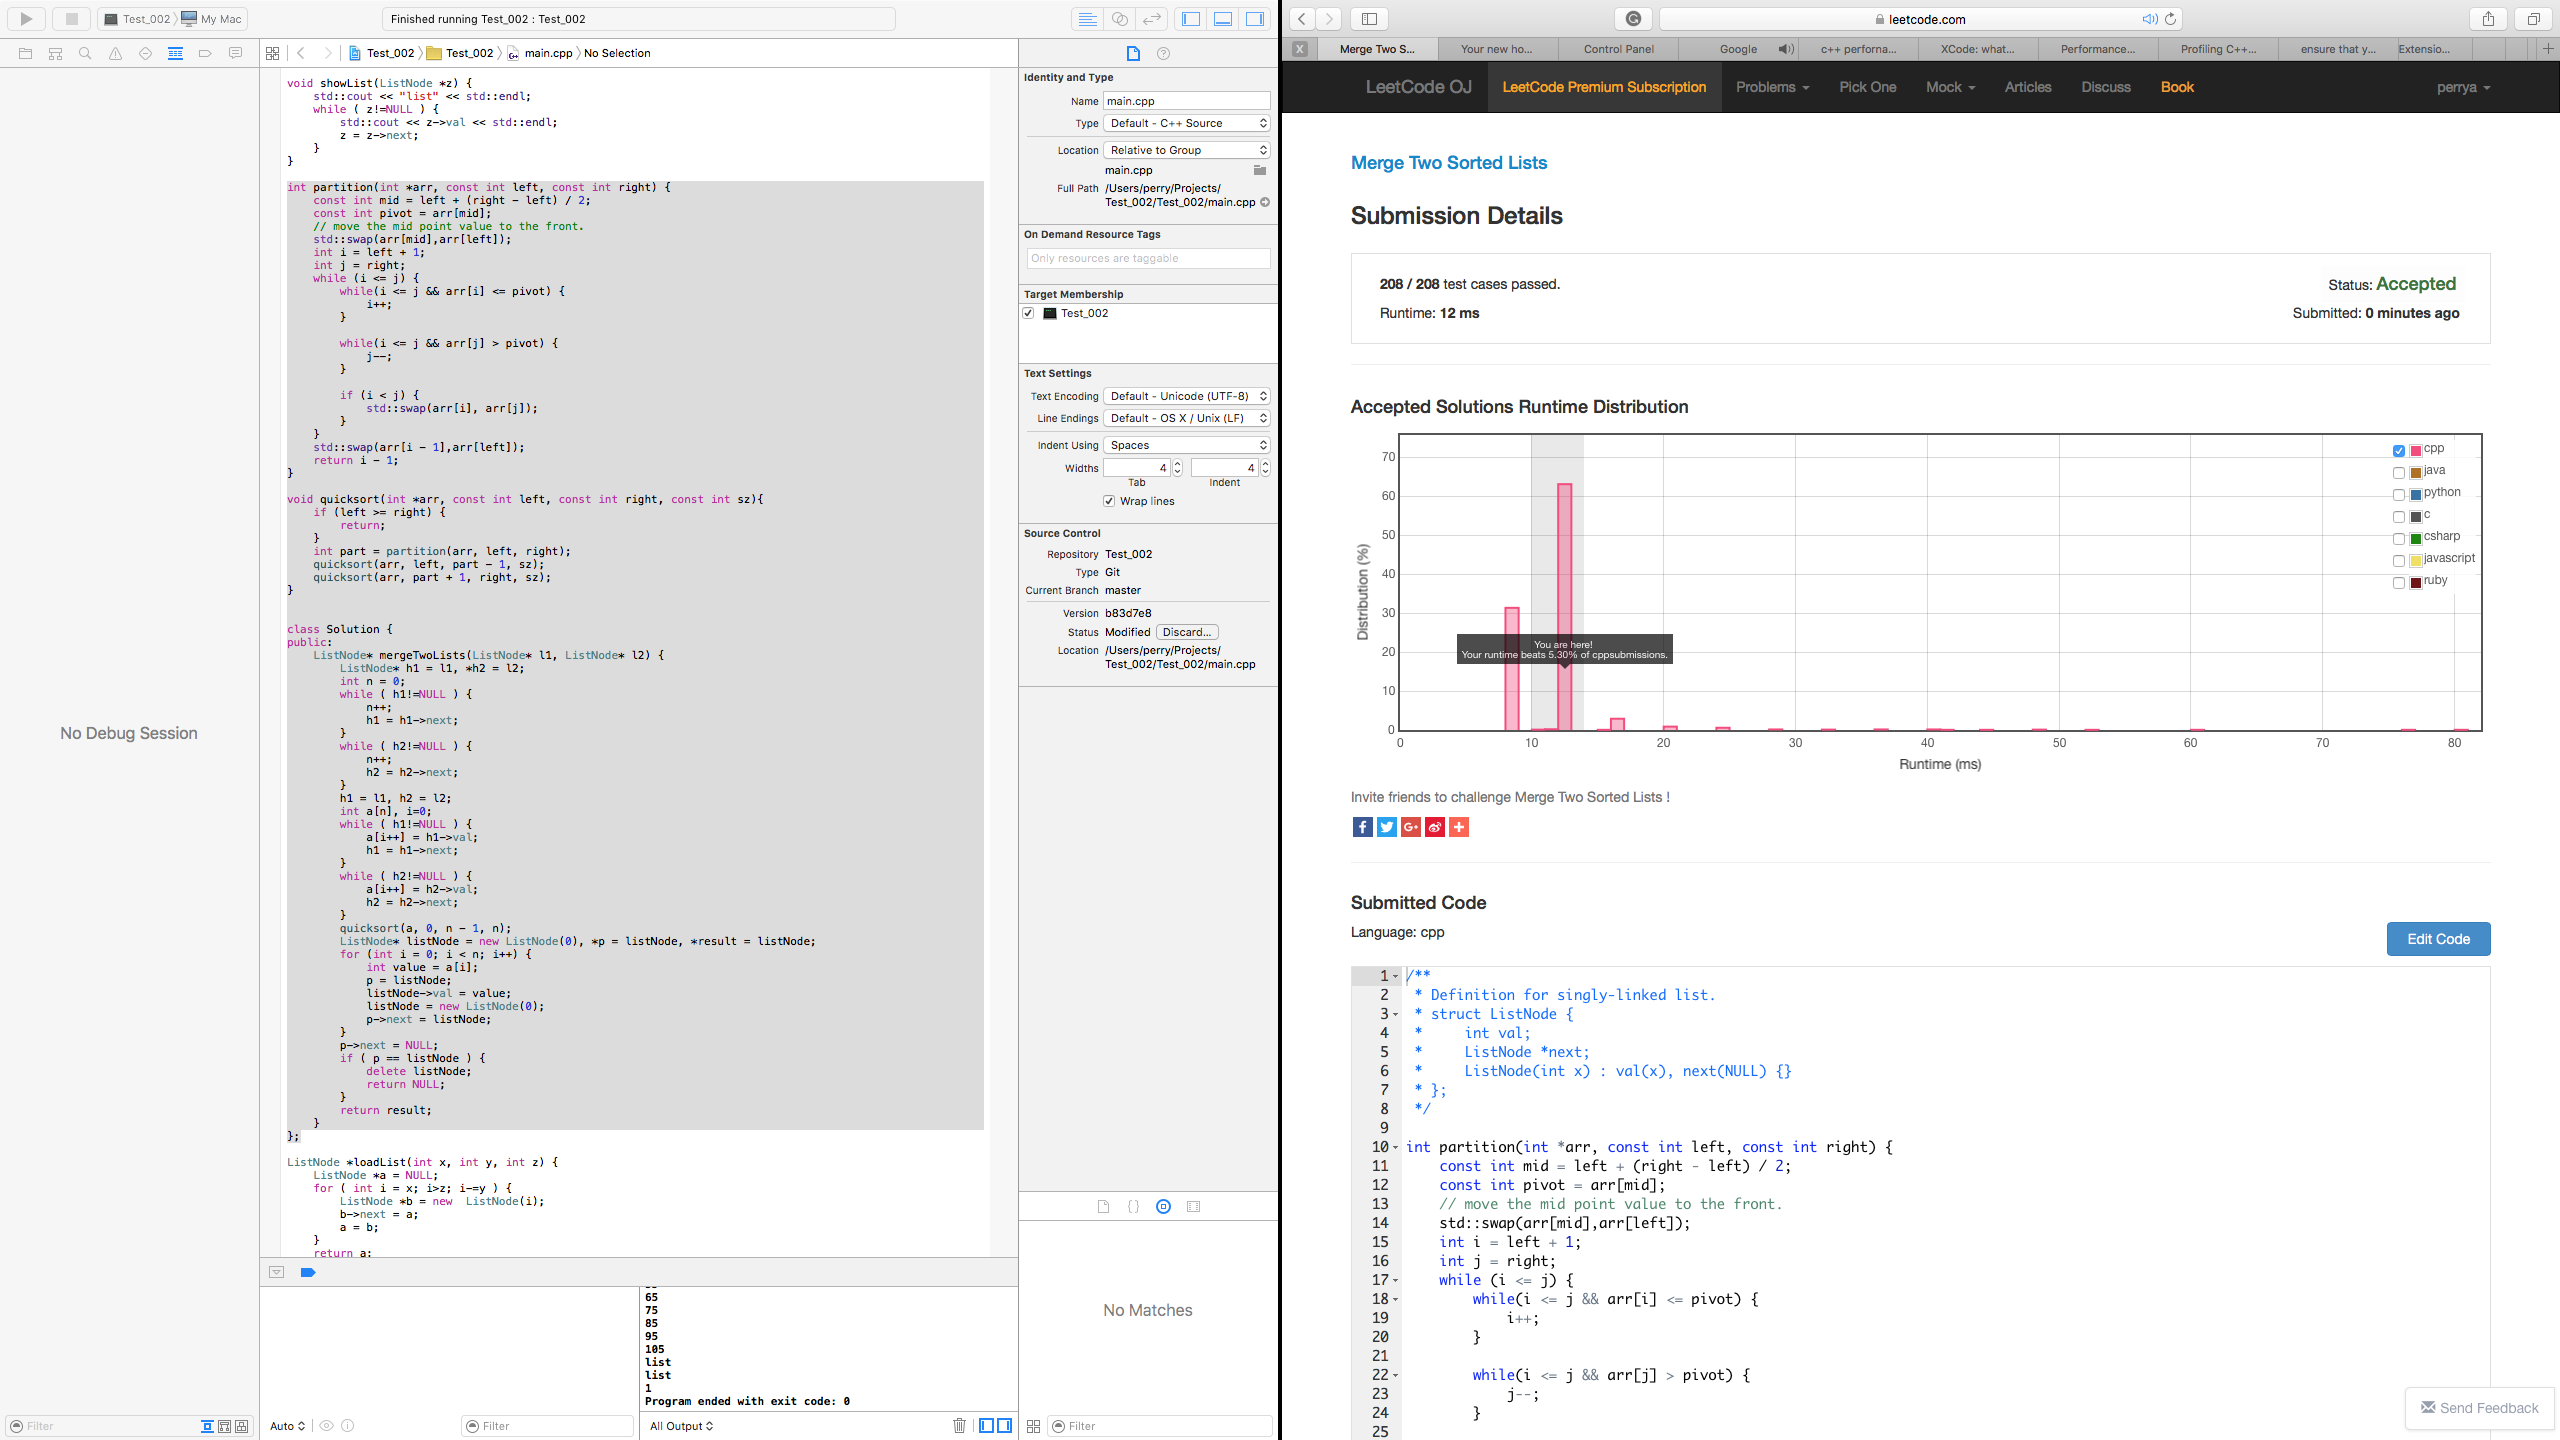 Test_002 〉 My Mac
Finished running Test_002 : Test_002
Test_002 〉 Test_002 〉 main.cpp 〉 No Selection
No Debug Session
Filter
void showList(ListNode *z) {
    std::cout << "list" << std::endl;
    while ( z!=NULL ) {
        std::cout << z->val << std::endl;
        z = z->next;
    }
}
int partition(int *arr, const int left, const int right) {
    const int mid = left + (right - left) / 2;
    const int pivot = arr[mid];
    // move the mid point value to the front.
    std::swap(arr[mid],arr[left]);
    int i = left + 1;
    int j = right;
    while (i <= j) {
        while(i <= j && arr[i] <= pivot) {
            i++;
        }
        while(i <= j && arr[j] > pivot) {
            j--;
        }
        if (i < j) {
            std::swap(arr[i], arr[j]);
        }
    }
    std::swap(arr[i - 1],arr[left]);
    return i - 1;
}
void quicksort(int *arr, const int left, const int right, const int sz){
    if (left >= right) {
        return;
    }
    int part = partition(arr, left, right);
    quicksort(arr, left, part - 1, sz);
    quicksort(arr, part + 1, right, sz);
}
class Solution {
public:
    ListNode* mergeTwoLists(ListNode* l1, ListNode* l2) {
        ListNode* h1 = l1, *h2 = l2;
        int n = 0;
        while ( h1!=NULL ) {
            n++;
            h1 = h1->next;
        }
        while ( h2!=NULL ) {
            n++;
            h2 = h2->next;
        }
        h1 = l1, h2 = l2;
        int a[n], i=0;
        while ( h1!=NULL ) {
            a[i++] = h1->val;
            h1 = h1->next;
        }
        while ( h2!=NULL ) {
            a[i++] = h2->val;
            h2 = h2->next;
        }
        quicksort(a, 0, n - 1, n);
        ListNode* listNode = new ListNode(0), *p = listNode, *result = listNode;
        for (int i = 0; i < n; i++) {
            int value = a[i];
            p = listNode;
            listNode->val = value;
            listNode = new ListNode(0);
            p->next = listNode;
        }
        p->next = NULL;
        if ( p == listNode ) {
            delete listNode;
            return NULL;
        }
        return result;
    }
};
ListNode *loadList(int x, int y, int z) {
    ListNode *a = NULL;
    for ( int i = x; i>z; i-=y ) {
        ListNode *b = new  ListNode(i);
        b->next = a;
        a = b;
    }
    return a;
65
75
85
95
105
list
list
1
Program ended with exit code: 0
Auto
Filter
All Output
Identity and Type
Name main.cpp
Type Default - C++ Source
Location Relative to Group
main.cpp
Full Path /Users/perry/Projects/
Test_002/Test_002/main.cpp
On Demand Resource Tags
Only resources are taggable
Target Membership
Test_002
Text Settings
Text Encoding Default - Unicode (UTF-8)
Line Endings Default - OS X / Unix (LF)
Indent Using Spaces
Widths 4 4
Tab Indent
Wrap lines
Source Control
Repository Test_002
Type Git
Current Branch master
Version b83d7e8
Status Modified Discard...
Location /Users/perry/Projects/
Test_002/Test_002/main.cpp
{}
No Matches
Filter
leetcode.com
X Merge Two S... Your new ho... Control Panel Google c++ perforna... XCode: what... Performance... Profiling C++... ensure that y... Extensio...
LeetCode OJ LeetCode Premium Subscription Problems Pick One Mock Articles Discuss Book perrya
Merge Two Sorted Lists
Submission Details
208 / 208 test cases passed. Status: Accepted
Runtime: 12 ms Submitted: 0 minutes ago
Accepted Solutions Runtime Distribution
Distribution (%)
70
60
50
40
30
20
10
0
cpp
java
python
c
csharp
javascript
ruby
You are here!
Your runtime beats 5.30% of cppsubmissions.
0 10 20 30 40 50 60 70 80
Runtime (ms)
Invite friends to challenge Merge Two Sorted Lists !
Submitted Code
Language: cpp
Edit Code
1 /**
2  * Definition for singly-linked list.
3  * struct ListNode {
4  *     int val;
5  *     ListNode *next;
6  *     ListNode(int x) : val(x), next(NULL) {}
7  * };
8  */
9
10 int partition(int *arr, const int left, const int right) {
11     const int mid = left + (right - left) / 2;
12     const int pivot = arr[mid];
13     // move the mid point value to the front.
14     std::swap(arr[mid],arr[left]);
15     int i = left + 1;
16     int j = right;
17     while (i <= j) {
18         while(i <= j && arr[i] <= pivot) {
19             i++;
20         }
21
22         while(i <= j && arr[j] > pivot) {
23             j--;
24         }
25
Send Feedback